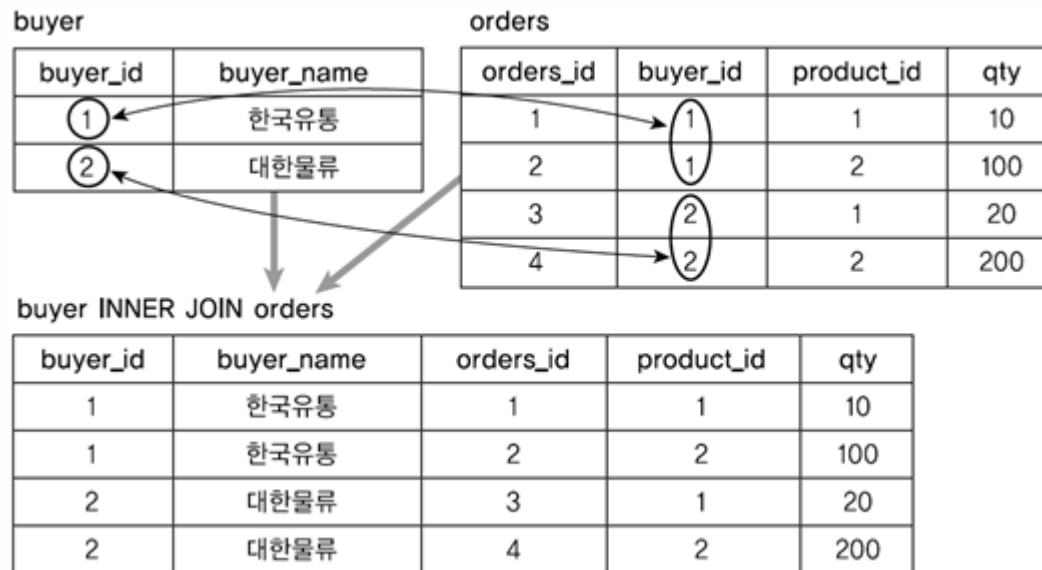 buyer
buyer_id buyer_name
1 한국유통
2 대한물류
orders
orders_id buyer_id product_id qty
1 1 1 10
2 1 2 100
3 2 1 20
4 2 2 200
buyer INNER JOIN orders
buyer_id buyer_name orders_id product_id qty
1 한국유통 1 1 10
1 한국유통 2 2 100
2 대한물류 3 1 20
2 대한물류 4 2 200